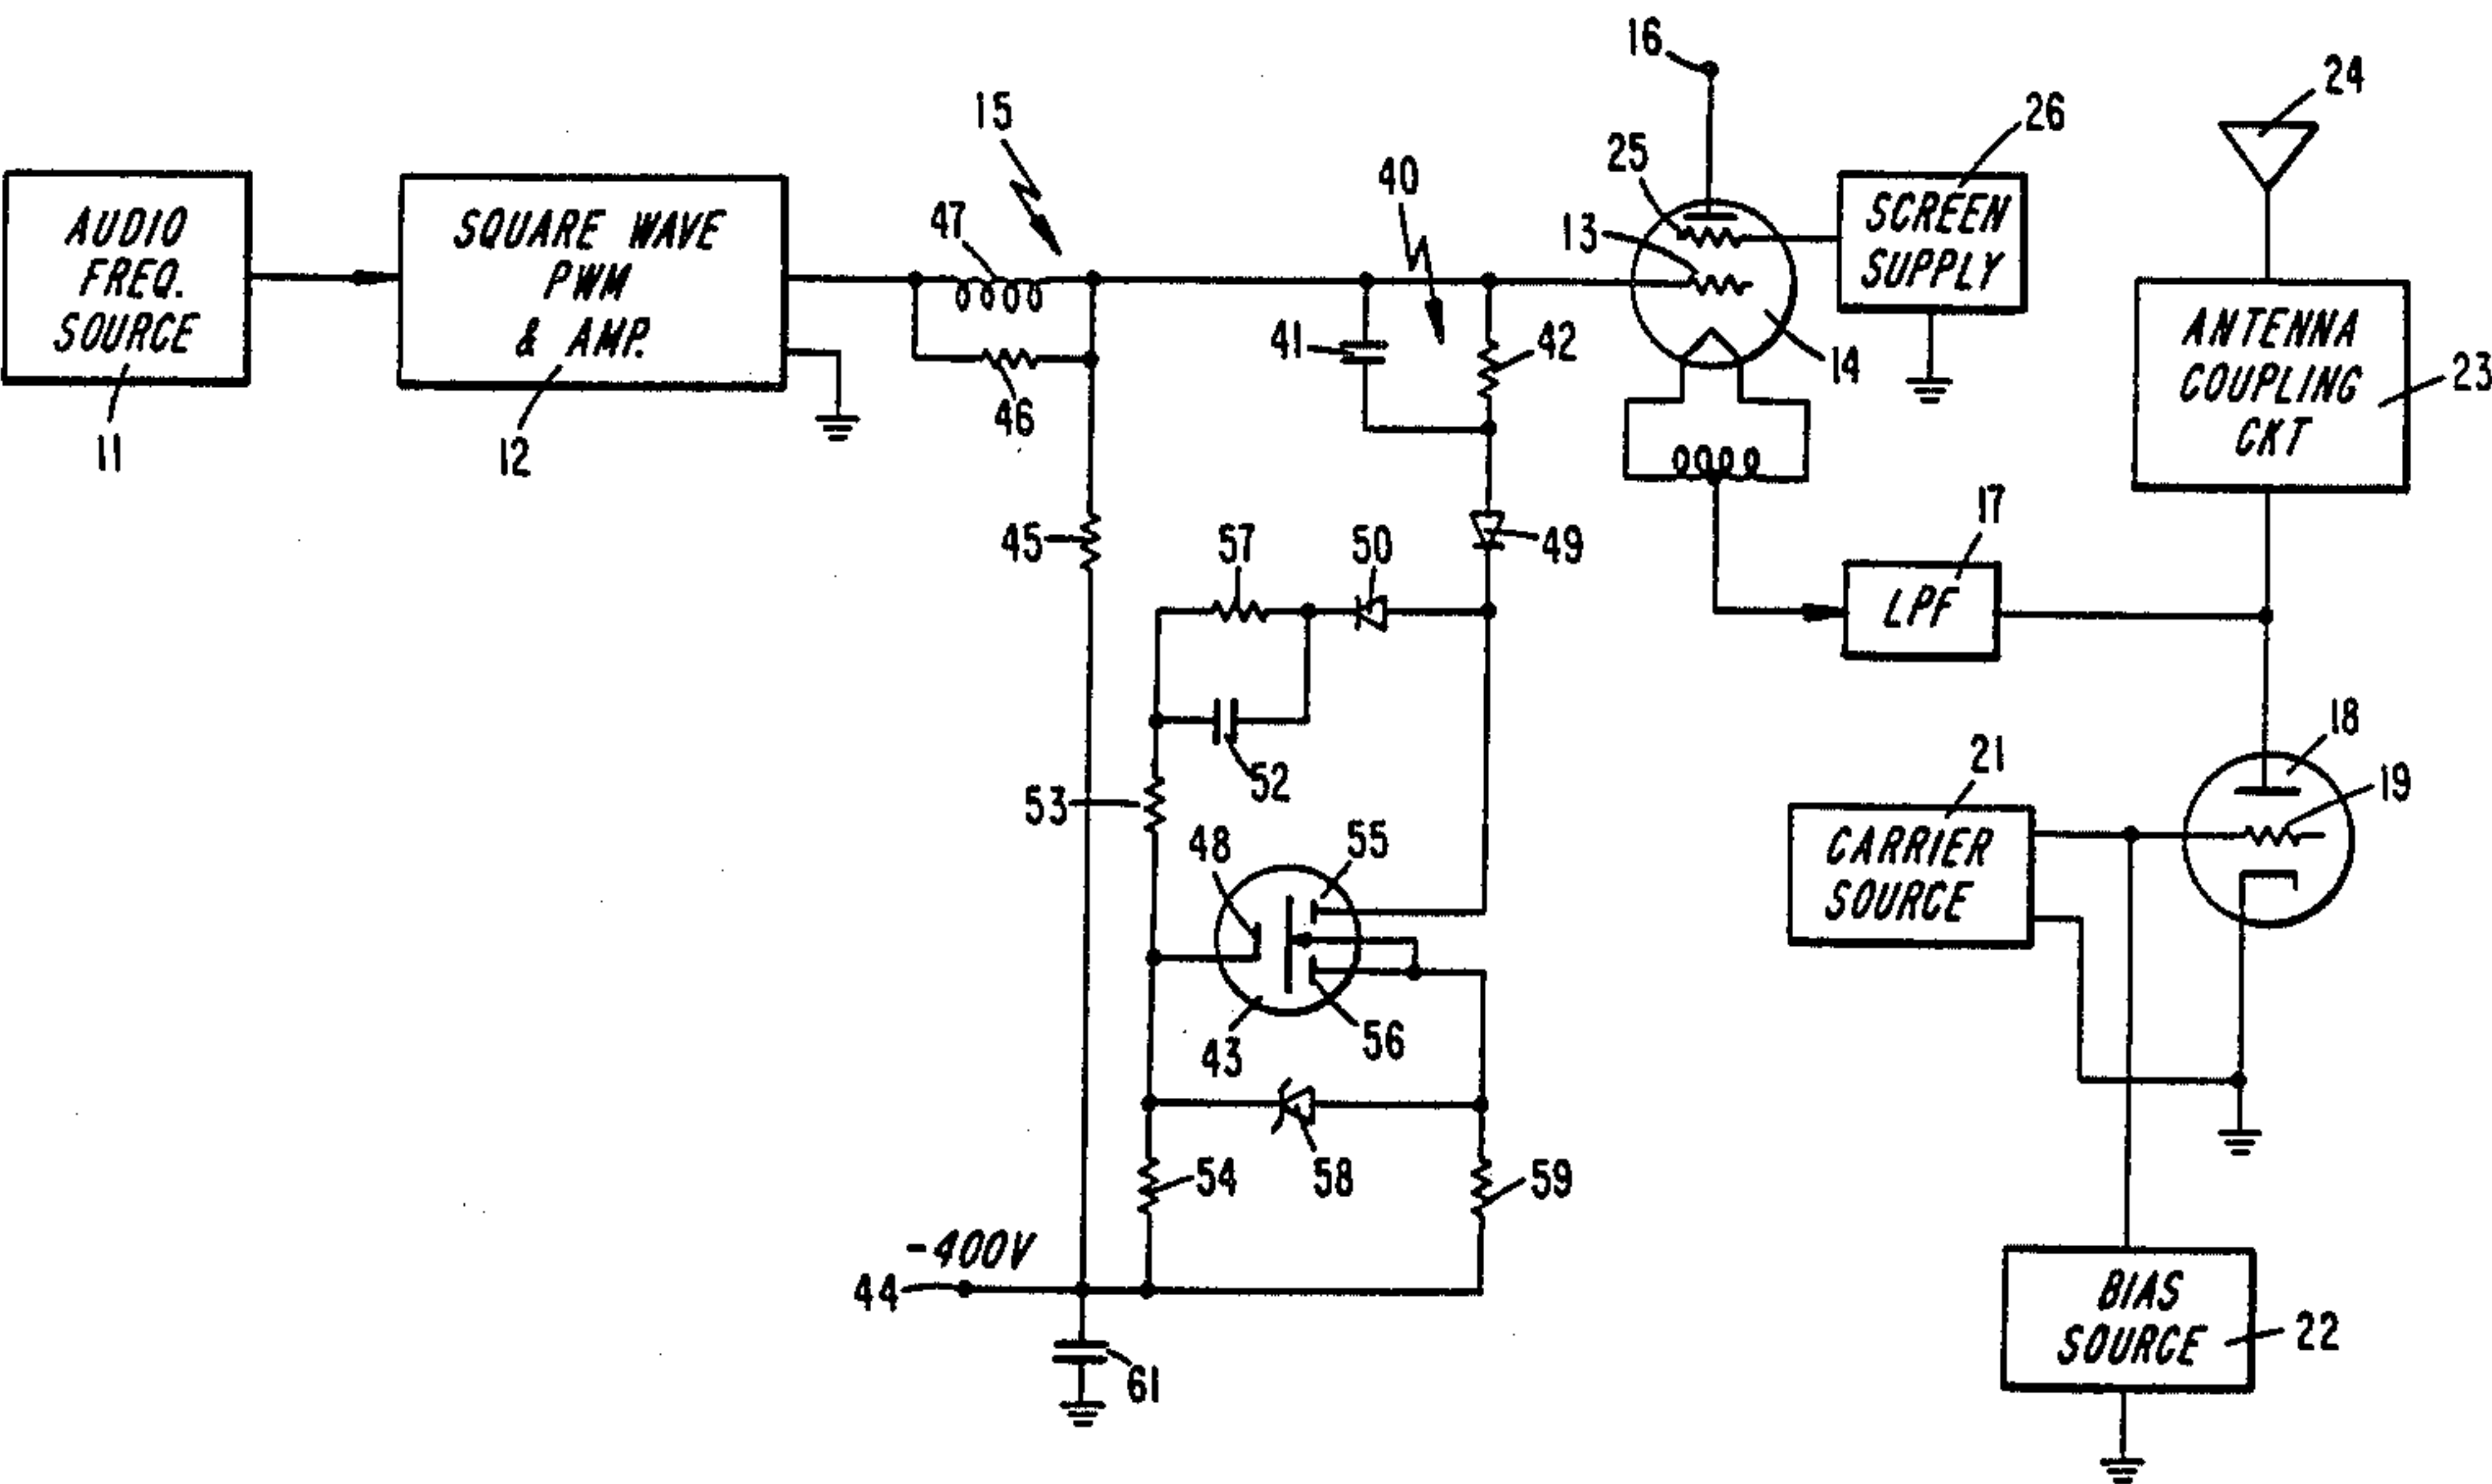 16
24
15
26
25
AUDIO
FREQ.
SOURCE
SQUARE WAVE
PWM
& AMP.
47
40
13
SCREEN
SUPPLY
41
42
14
46
ANTENNA
COUPLING
CKT
23
11
12
17
45
57
50
49
LPF
52
53
18
21
19
48
55
CARRIER
SOURCE
43
56
54
58
59
-400V
44
BIAS
SOURCE
22
61